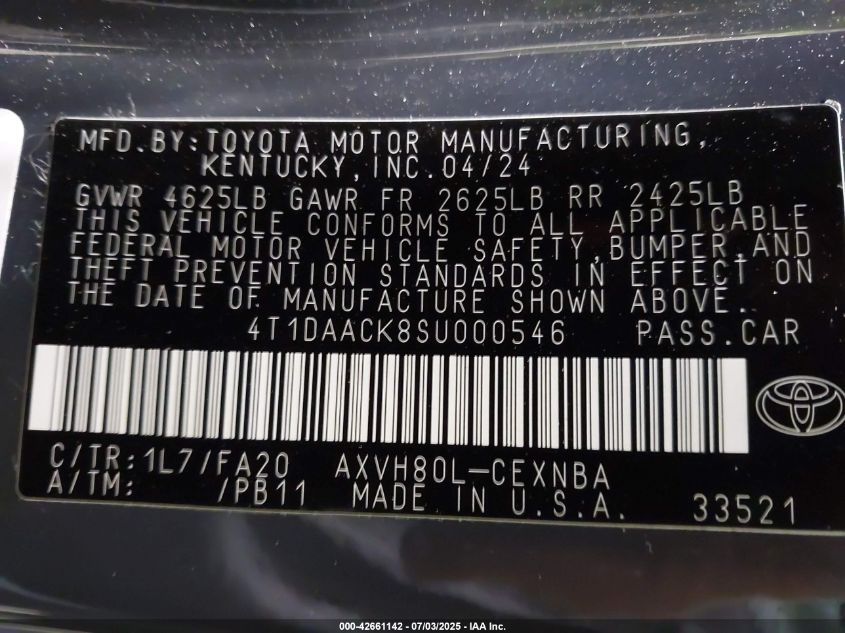 MFD.BY:TOYOTA MOTOR MANUFACTURING,
KENTUCKY,INC.04/24
GVWR 4625LB GAWR FR 2625LB RR 2425LB
THIS VEHICLE CONFORMS TO ALL APPLICABLE
FEDERAL MOTOR VEHICLE SAFETY,BUMPER,AND
THEFT PREVENTION STANDARDS IN EFFECT ON
THE DATE OF MANUFACTURE SHOWN ABOVE.
4T1DAACK8SU000546 PASS.CAR
C/TR:1L7/FA20 AXVH80L-CEXNBA
A/TM: /PB11 MADE IN U.S.A. 33521
000-42661142 - 07/03/2025 - IAA Inc.